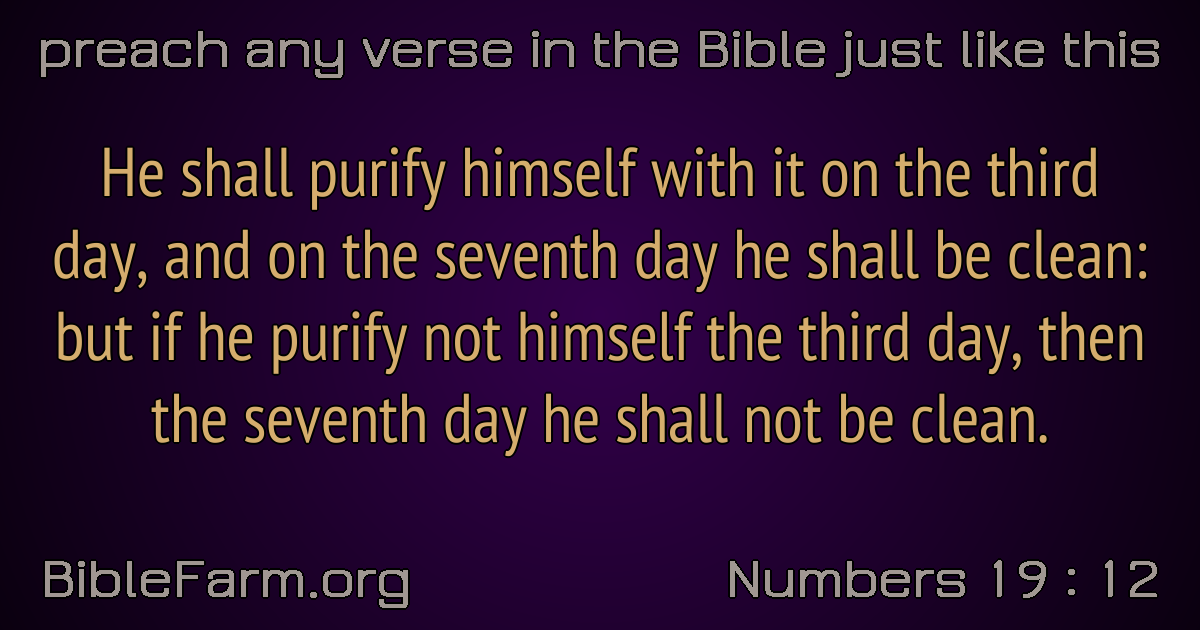 preach any verse in the Bible just like this
He shall purify himself with it on the third
day, and on the seventh day he shall be clean:
but if he purify not himself the third day, then
the seventh day he shall not be clean.
BibleFarm.org
Numbers 19 : 12